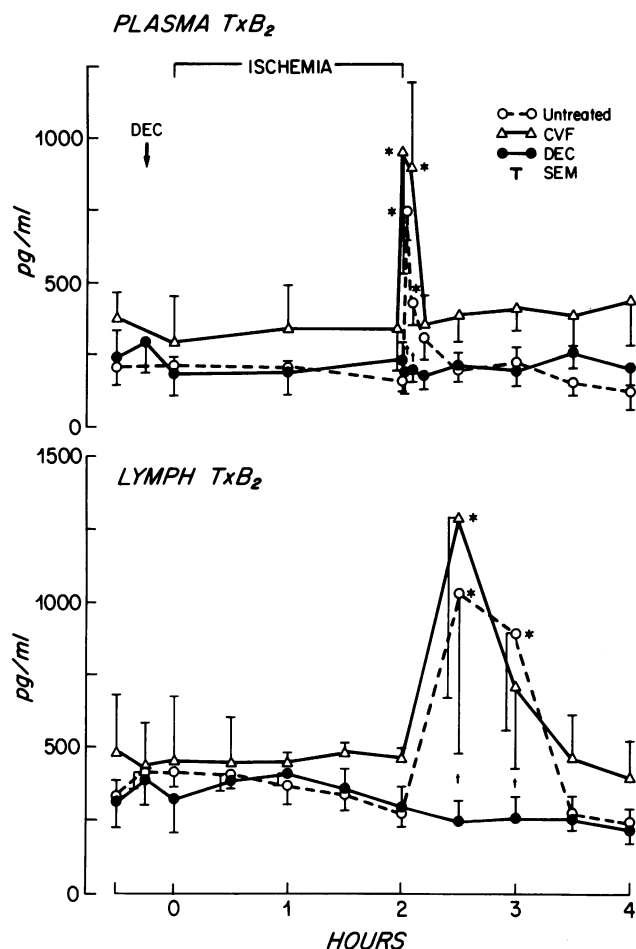 PLASMA TxB2
ISCHEMIA
DEC
Untreated
CVF
DEC
SEM
1000
500
0
pg/ml
* * * * *
†
1500
LYMPH TxB2
1000
500
0
pg/ml
* * *
† †
0 1 2 3 4
HOURS